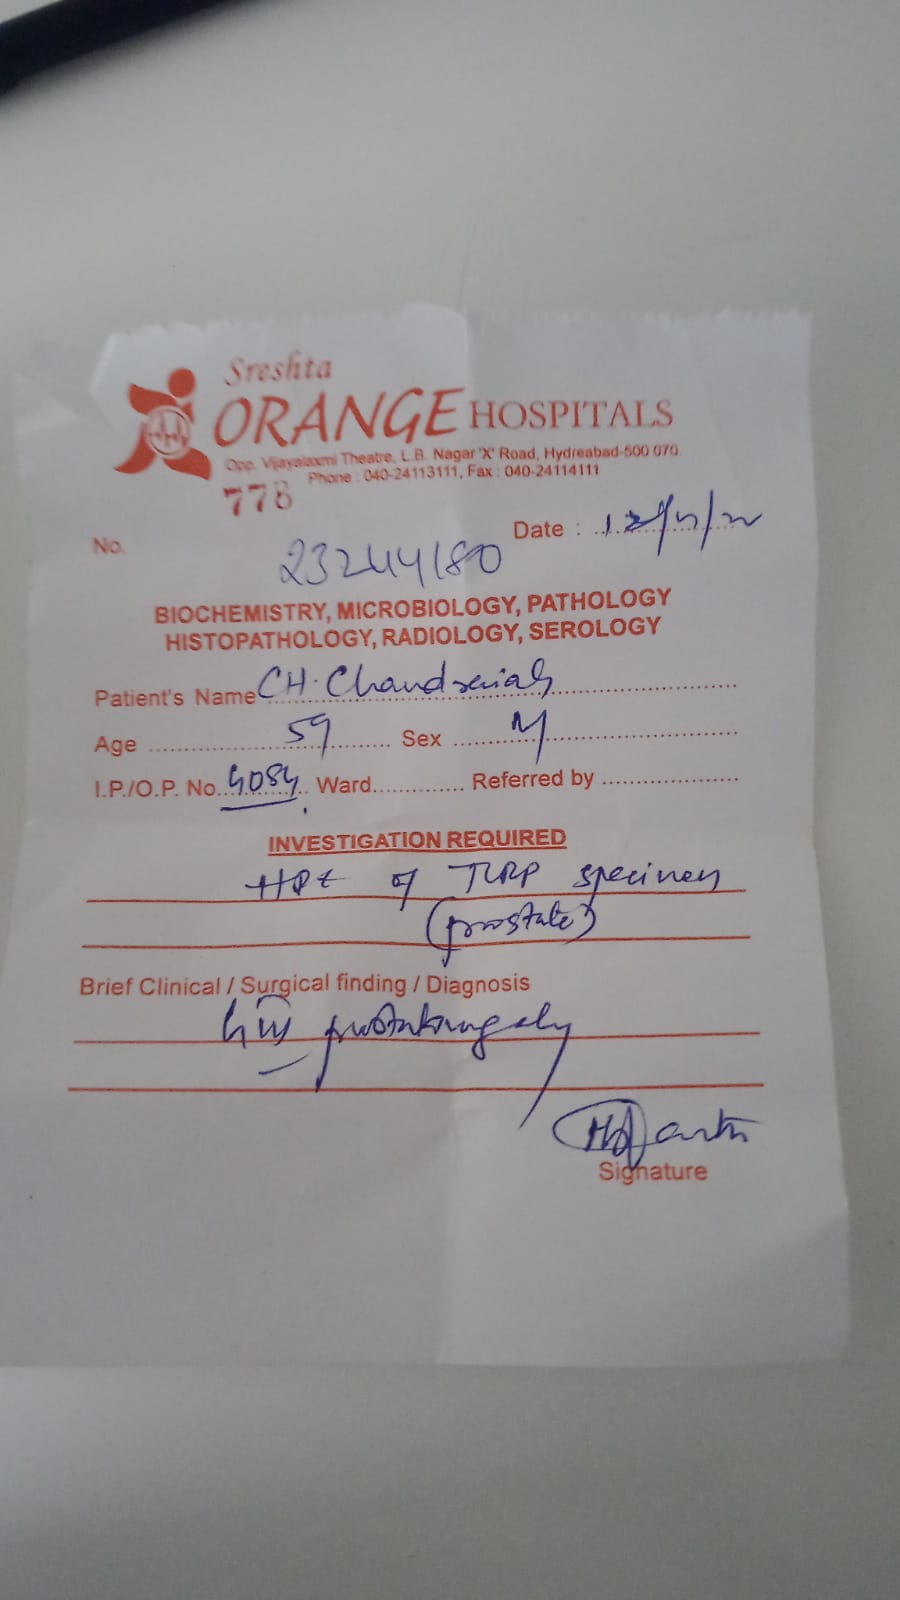 Sreshta
ORANGE HOSPITALS
Opp. Vijayalaxmi Theatre, L.B. Nagar 'X' Road, Hydreabad-500 070.
Phone : 040-24113111, Fax : 040-24114111
778
No. Date :
23244180
BIOCHEMISTRY, MICROBIOLOGY, PATHOLOGY
HISTOPATHOLOGY, RADIOLOGY, SEROLOGY
Patient's Name CH. Chandraiah
Age 59 Sex M
I.P./O.P. No. Ward Referred by
INVESTIGATION REQUIRED
HPE of TURP specimen
(prostate)
Brief Clinical / Surgical finding / Diagnosis
Signature